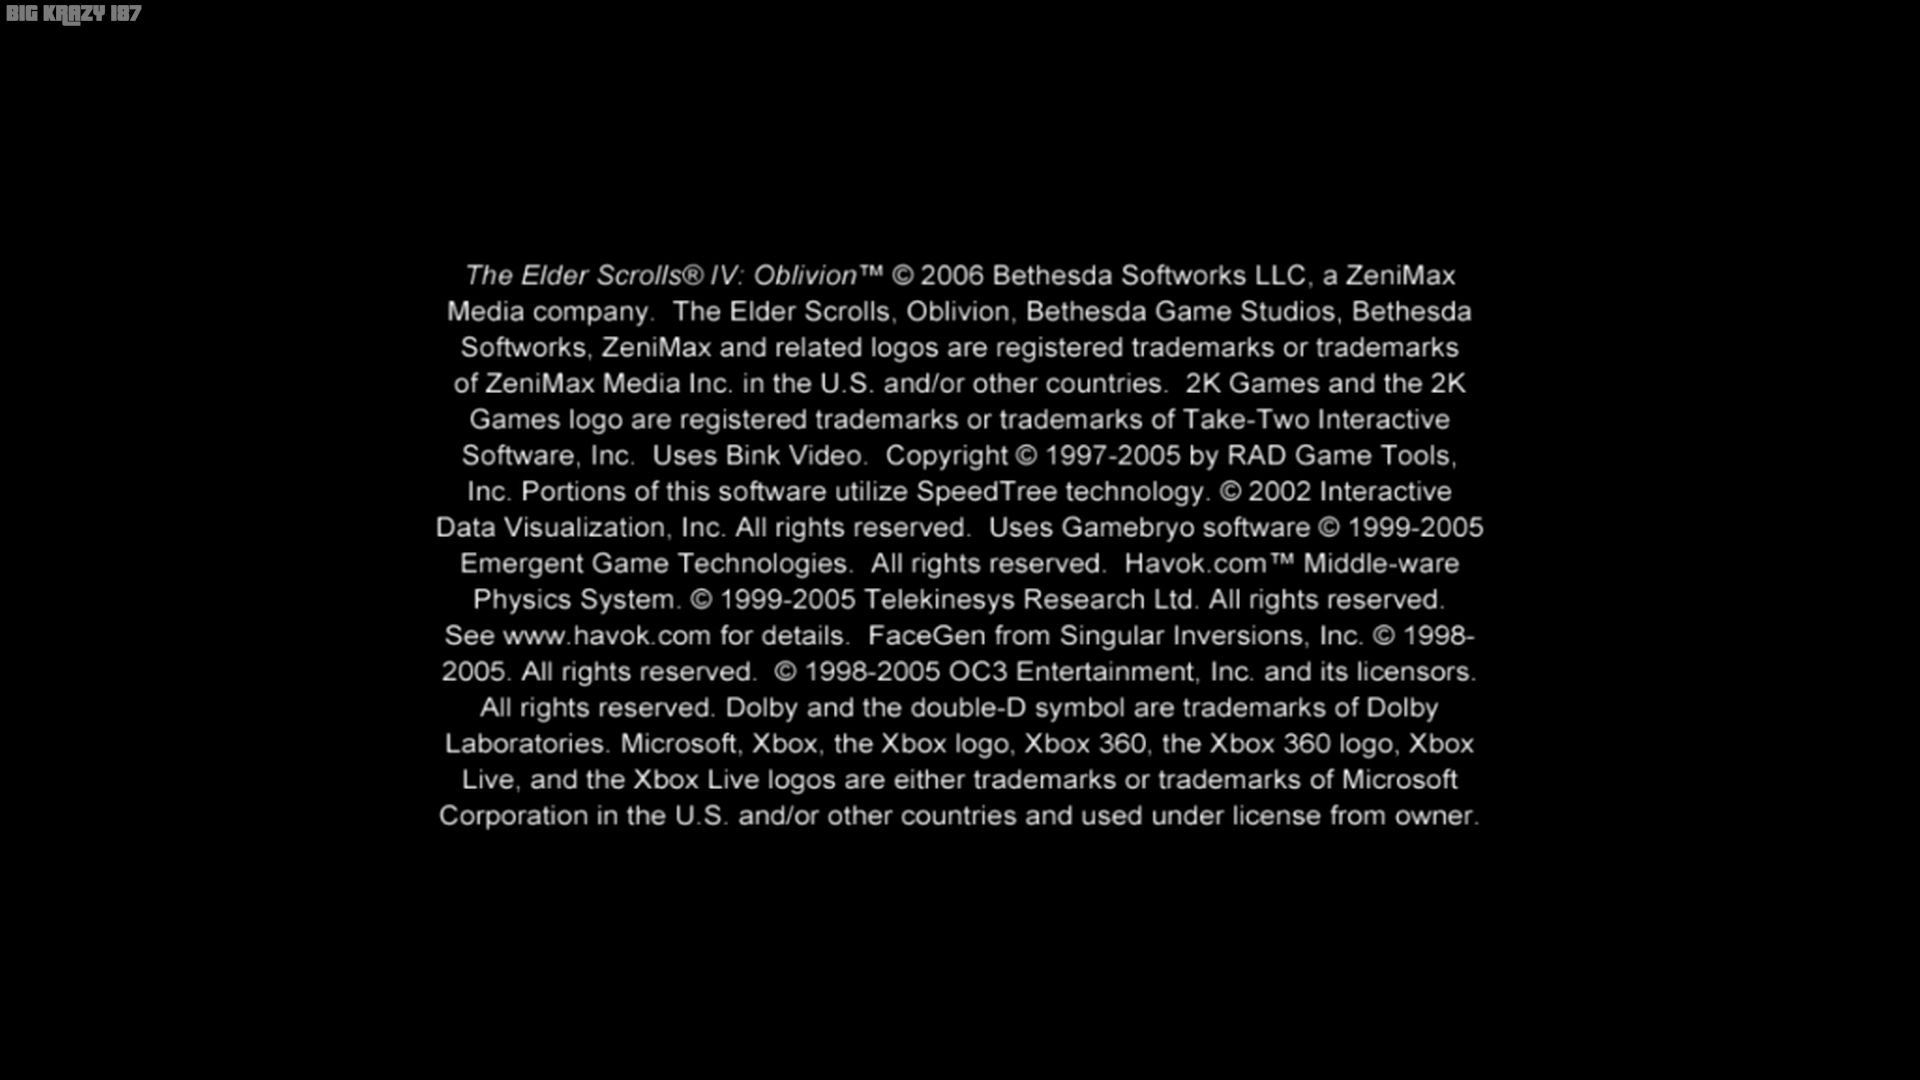 BIG KRAZY 187
The Elder Scrolls® IV: Oblivion™ © 2006 Bethesda Softworks LLC, a ZeniMax
Media company.  The Elder Scrolls, Oblivion, Bethesda Game Studios, Bethesda
Softworks, ZeniMax and related logos are registered trademarks or trademarks
of ZeniMax Media Inc. in the U.S. and/or other countries.  2K Games and the 2K
Games logo are registered trademarks or trademarks of Take-Two Interactive
Software, Inc.  Uses Bink Video.  Copyright © 1997-2005 by RAD Game Tools,
Inc. Portions of this software utilize SpeedTree technology. © 2002 Interactive
Data Visualization, Inc. All rights reserved.  Uses Gamebryo software © 1999-2005
Emergent Game Technologies.  All rights reserved.  Havok.com™ Middle-ware
Physics System. © 1999-2005 Telekinesys Research Ltd. All rights reserved.
See www.havok.com for details.  FaceGen from Singular Inversions, Inc. © 1998-
2005. All rights reserved.  © 1998-2005 OC3 Entertainment, Inc. and its licensors.
All rights reserved. Dolby and the double-D symbol are trademarks of Dolby
Laboratories. Microsoft, Xbox, the Xbox logo, Xbox 360, the Xbox 360 logo, Xbox
Live, and the Xbox Live logos are either trademarks or trademarks of Microsoft
Corporation in the U.S. and/or other countries and used under license from owner.